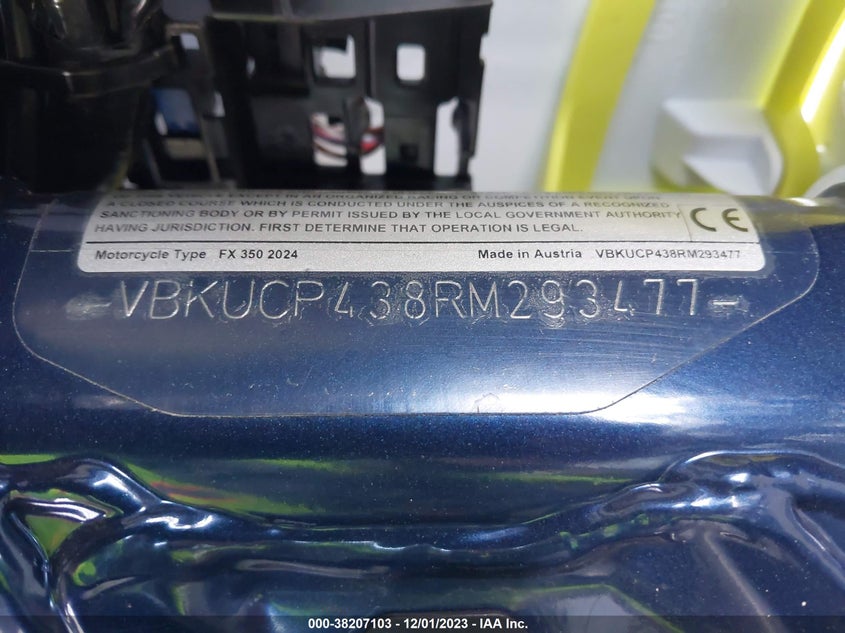 A CLOSED COURSE WHICH IS CONDUCTED UNDER THE AUSPICES OF A RECOGNIZED
SANCTIONING BODY OR BY PERMIT ISSUED BY THE LOCAL GOVERNMENT AUTHORITY
HAVING JURISDICTION. FIRST DETERMINE THAT OPERATION IS LEGAL.
CE
Motorcycle Type FX 350 2024 Made in Austria VBKUCP438RM293477
-VBKUCP438RM293477-
000-38207103 - 12/01/2023 - IAA Inc.